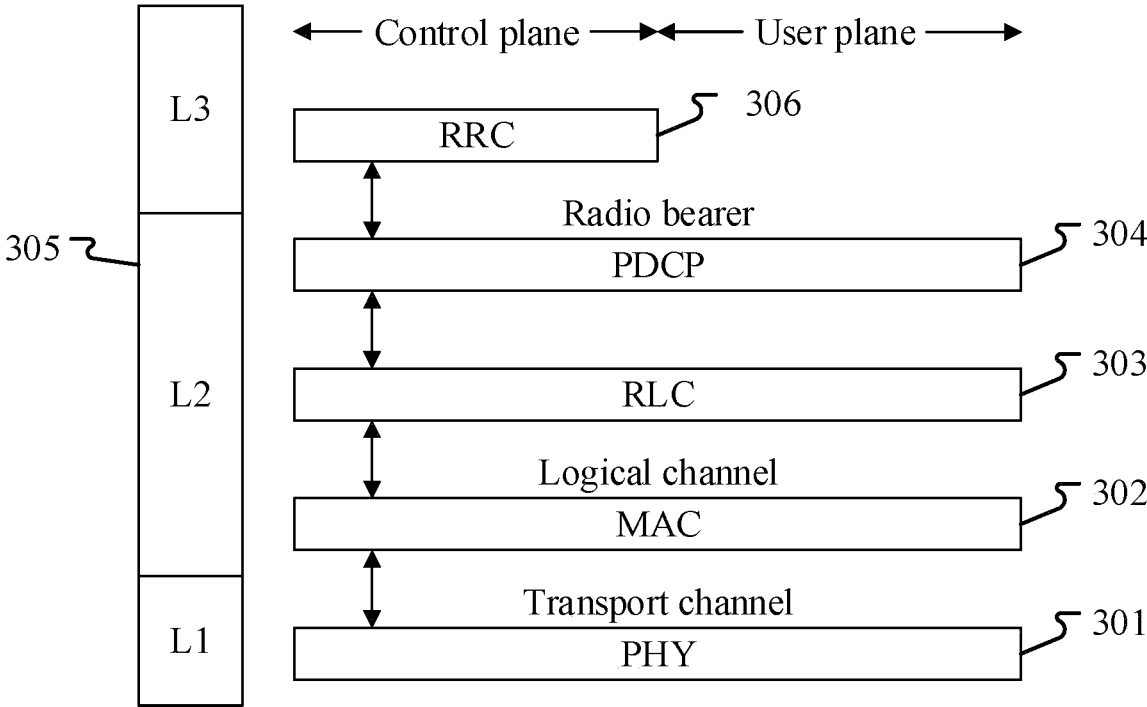 Control plane
User plane
L3
306
RRC
Radio bearer
305
304
PDCP
L2
303
RLC
Logical channel
302
MAC
Transport channel
301
L1
PHY